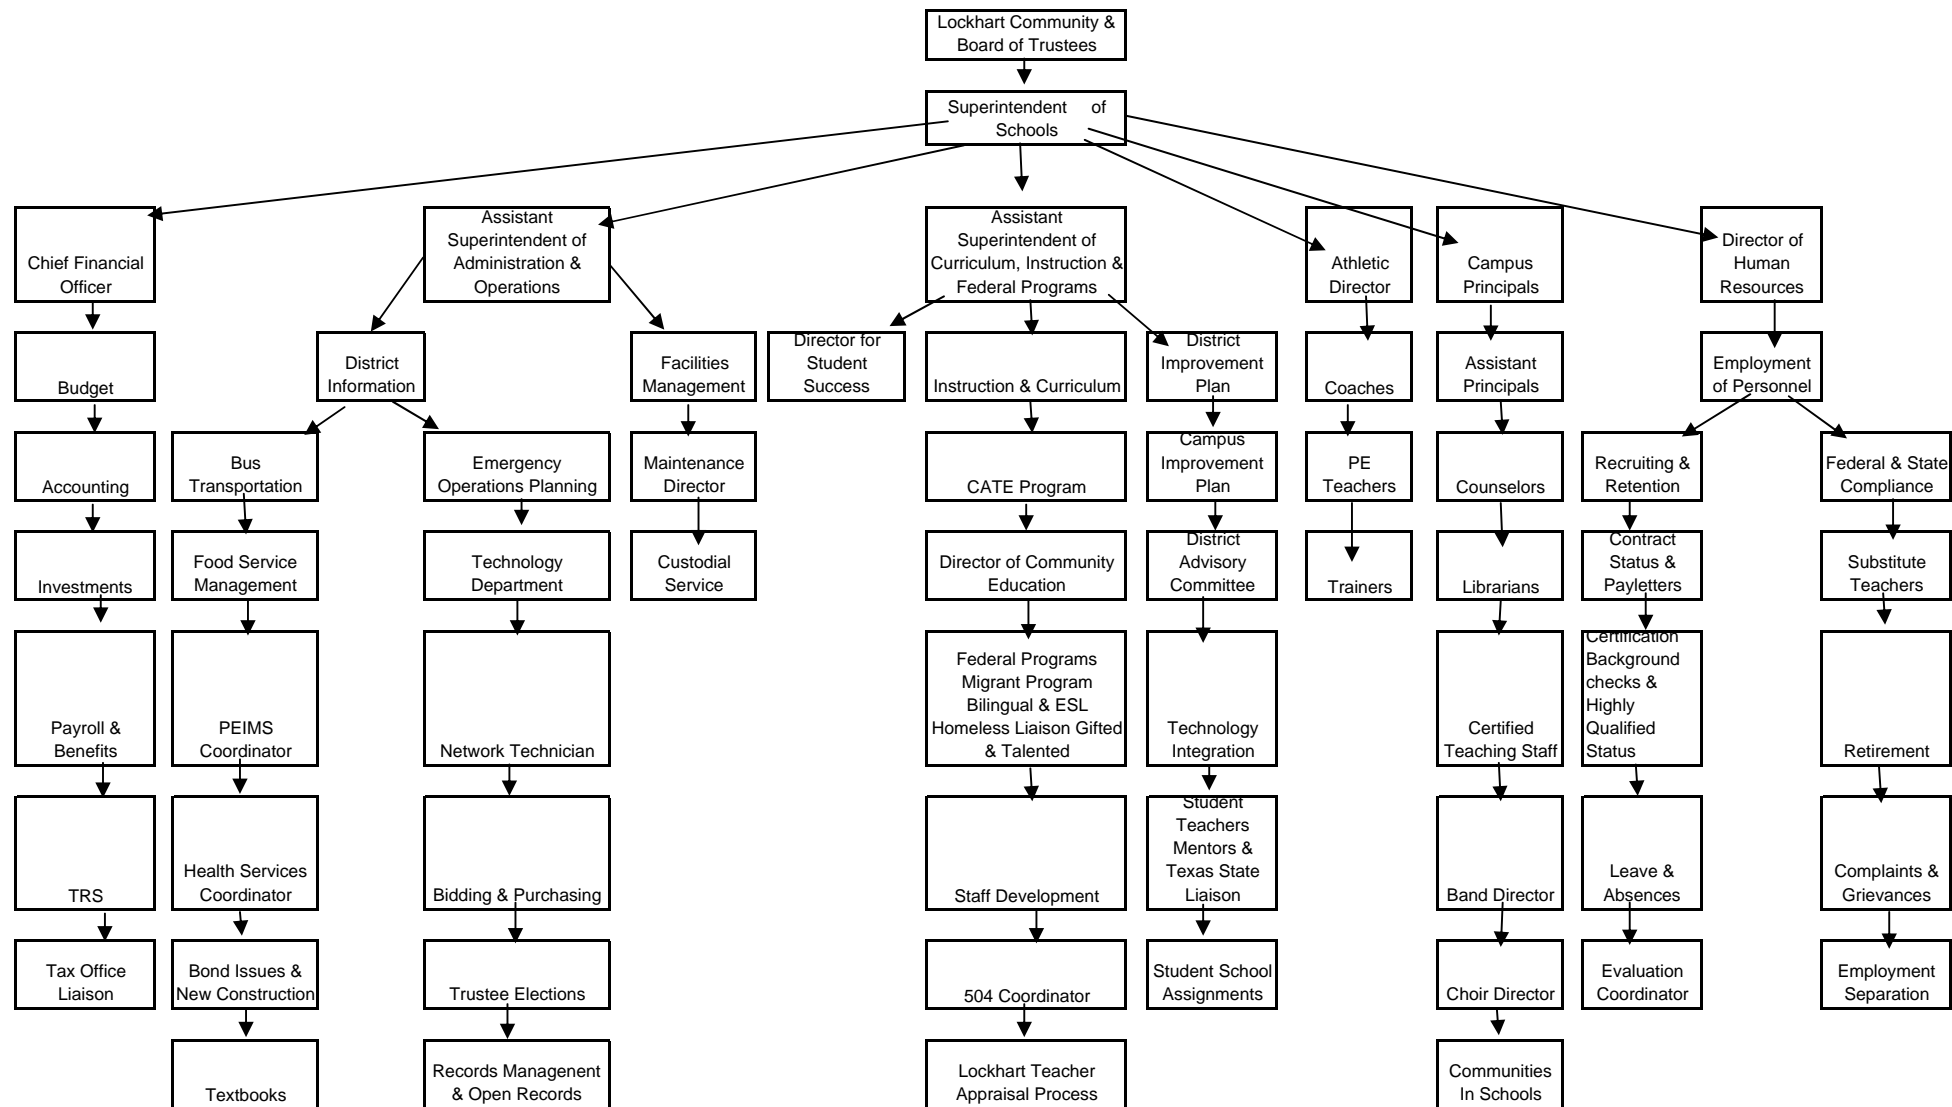 Lockhart Community &
Board of Trustees
Superintendent of
Schools
Chief Financial
Officer
Assistant
Superintendent of
Administration &
Operations
Assistant
Superintendent of
Curriculum, Instruction &
Federal Programs
Athletic
Director
Campus
Principals
Director of
Human
Resources
Budget
District
Information
Facilities
Management
Director for
Student
Success
Instruction & Curriculum
District
Improvement
Plan
Coaches
Assistant
Principals
Employment
of Personnel
Accounting
Bus
Transportation
Emergency
Operations Planning
Maintenance
Director
CATE Program
Campus
Improvement
Plan
PE
Teachers
Counselors
Recruiting &
Retention
Federal & State
Compliance
Investments
Food Service
Management
Technology
Department
Custodial
Service
Director of Community
Education
District
Advisory
Committee
Trainers
Librarians
Contract
Status &
Payletters
Substitute
Teachers
Payroll &
Benefits
PEIMS
Coordinator
Network Technician
Federal Programs
Migrant Program
Bilingual & ESL
Homeless Liaison Gifted
& Talented
Technology
Integration
Certified
Teaching Staff
Certification
Background
checks &
Highly
Qualified
Status
Retirement
TRS
Health Services
Coordinator
Bidding & Purchasing
Staff Development
Student
Teachers
Mentors &
Texas State
Liaison
Band Director
Leave &
Absences
Complaints &
Grievances
Tax Office
Liaison
Bond Issues &
New Construction
Trustee Elections
504 Coordinator
Student School
Assignments
Choir Director
Evaluation
Coordinator
Employment
Separation
Textbooks
Records Managenent
& Open Records
Lockhart Teacher
Appraisal Process
Communities
In Schools